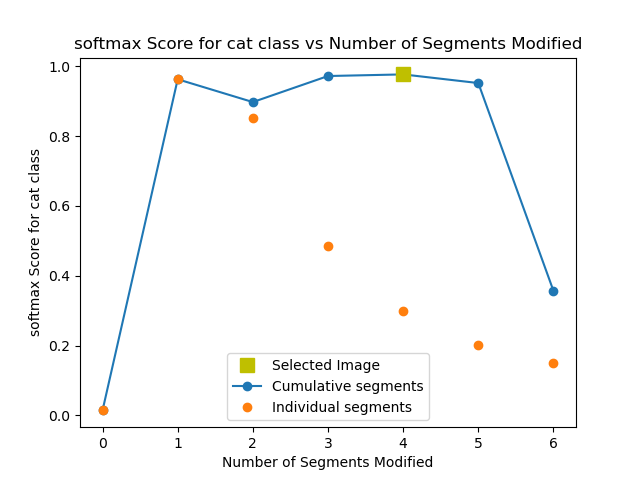 softmax Score for cat class vs Number of Segments Modified
softmax Score for cat class
1.0
0.8
0.6
0.4
0.2
0.0
Selected Image
Cumulative segments
Individual segments
0 1 2 3 4 5 6
Number of Segments Modified